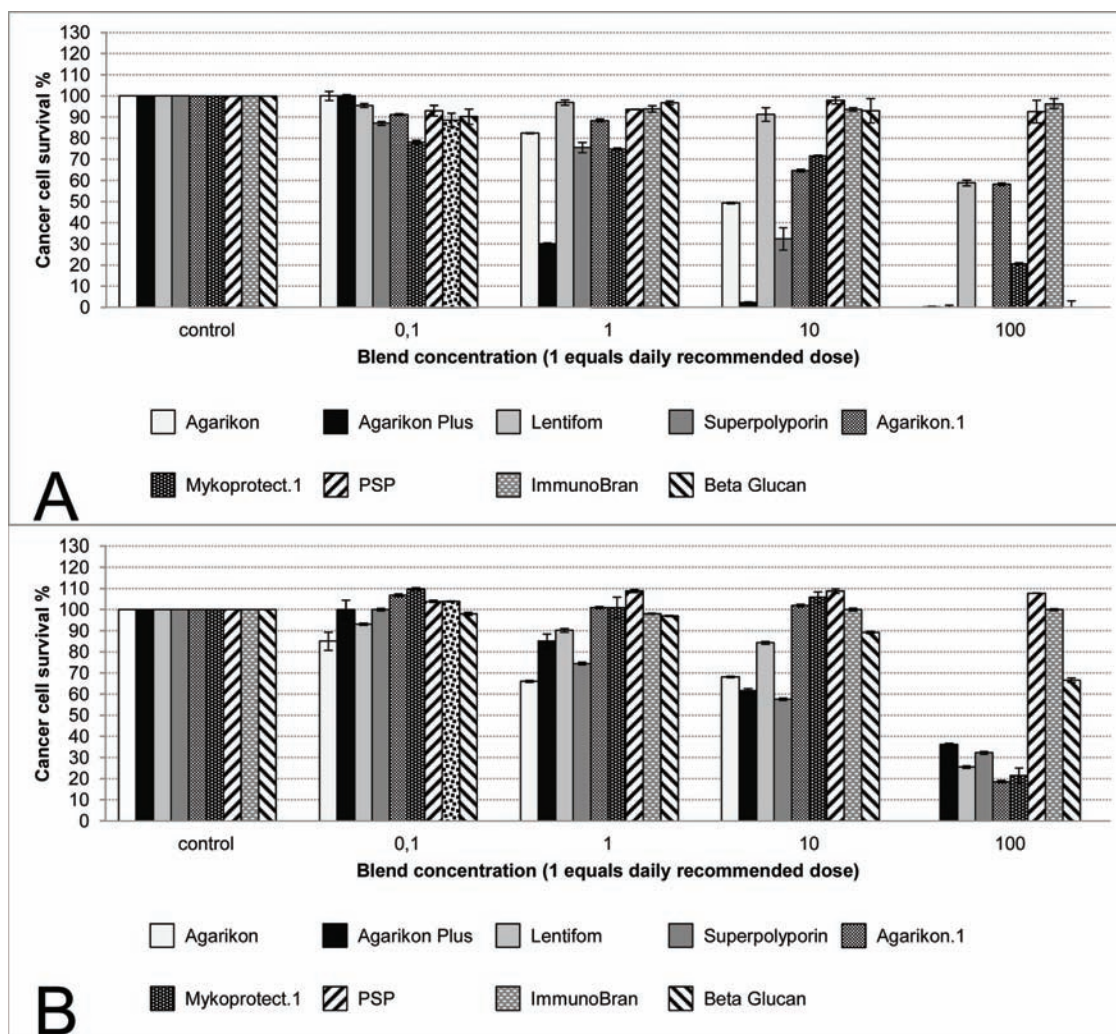 130
120
110
100
90
80
70
60
50
40
30
20
10
0
Cancer cell survival %
control 0,1 1 10 100
Blend concentration (1 equals daily recommended dose)
Agarikon Agarikon Plus Lentifom Superpolyporin Agarikon.1
Mykoprotect.1 PSP ImmunoBran Beta Glucan
A
130
120
110
100
90
80
70
60
50
40
30
20
10
0
Cancer cell survival %
control 0,1 1 10 100
Blend concentration (1 equals daily recommended dose)
Agarikon Agarikon Plus Lentifom Superpolyporin Agarikon.1
Mykoprotect.1 PSP ImmunoBran Beta Glucan
B